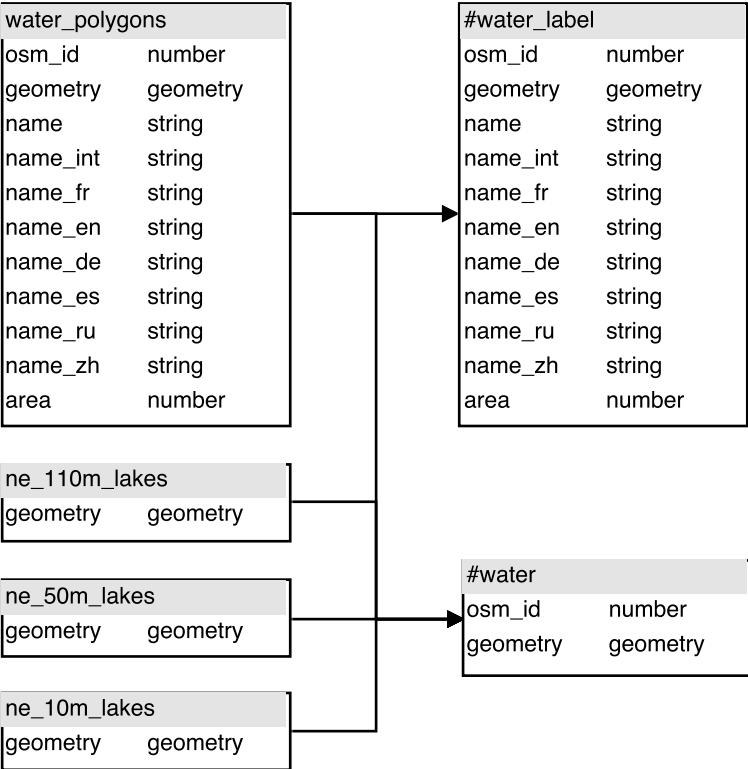 water_polygons
osm_id number
geometry geometry
name string
name_int string
name_fr string
name_en string
name_de string
name_es string
name_ru string
name_zh string
area number
#water_label
osm_id number
geometry geometry
name string
name_int string
name_fr string
name_en string
name_de string
name_es string
name_ru string
name_zh string
area number
ne_110m_lakes
geometry geometry
ne_50m_lakes
geometry geometry
ne_10m_lakes
geometry geometry
#water
osm_id number
geometry geometry